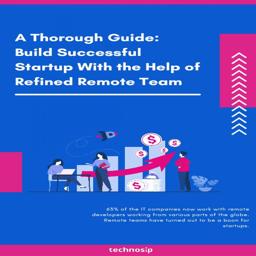 A Thorough Guide:
Build Successful
Startup With the Help of
Refined Remote Team
63% of the IT companies now work with remote
developers working from various parts of the globe.
Remote teams have turned out to be a boon for
startups.
technosip